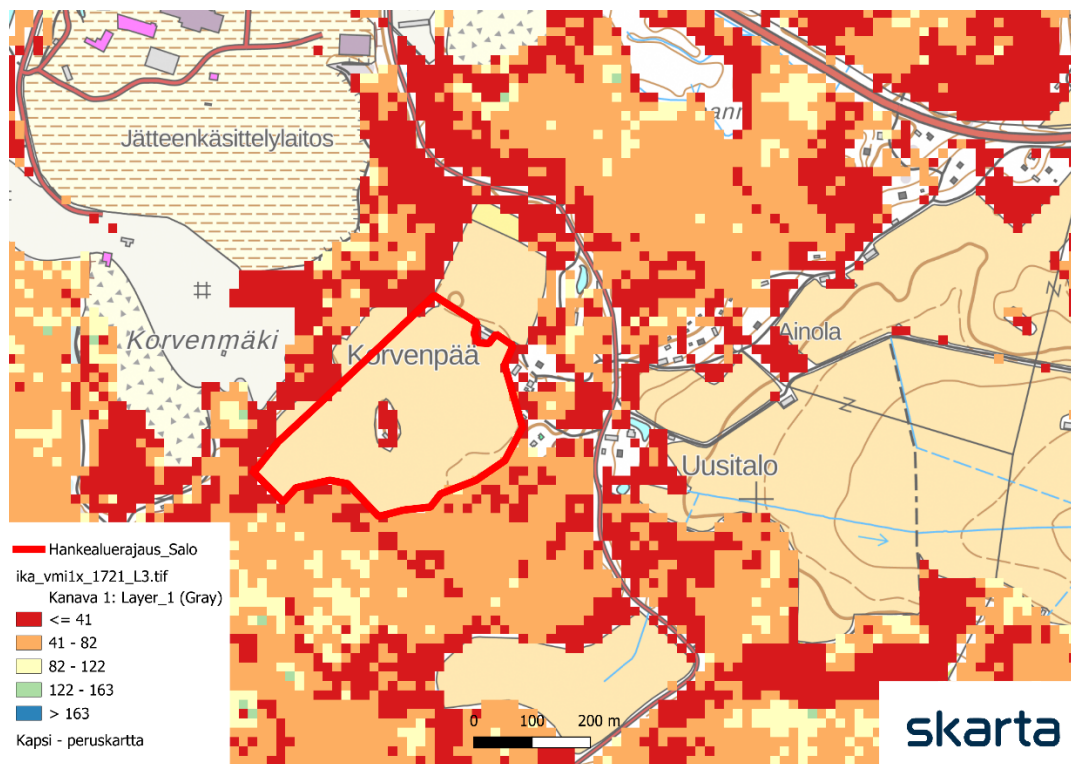 Jätteenkäsittelylaitos
Korvenmäki
Korvenpää
Ainola
Uusitalo
Hankealuerajaus_Salo
ika_vmi1x_1721_L3.tif
Kanava 1: Layer_1 (Gray)
<= 41
41 - 82
82 - 122
122 - 163
> 163
Kapsi - peruskartta
0 100 200 m
skarta